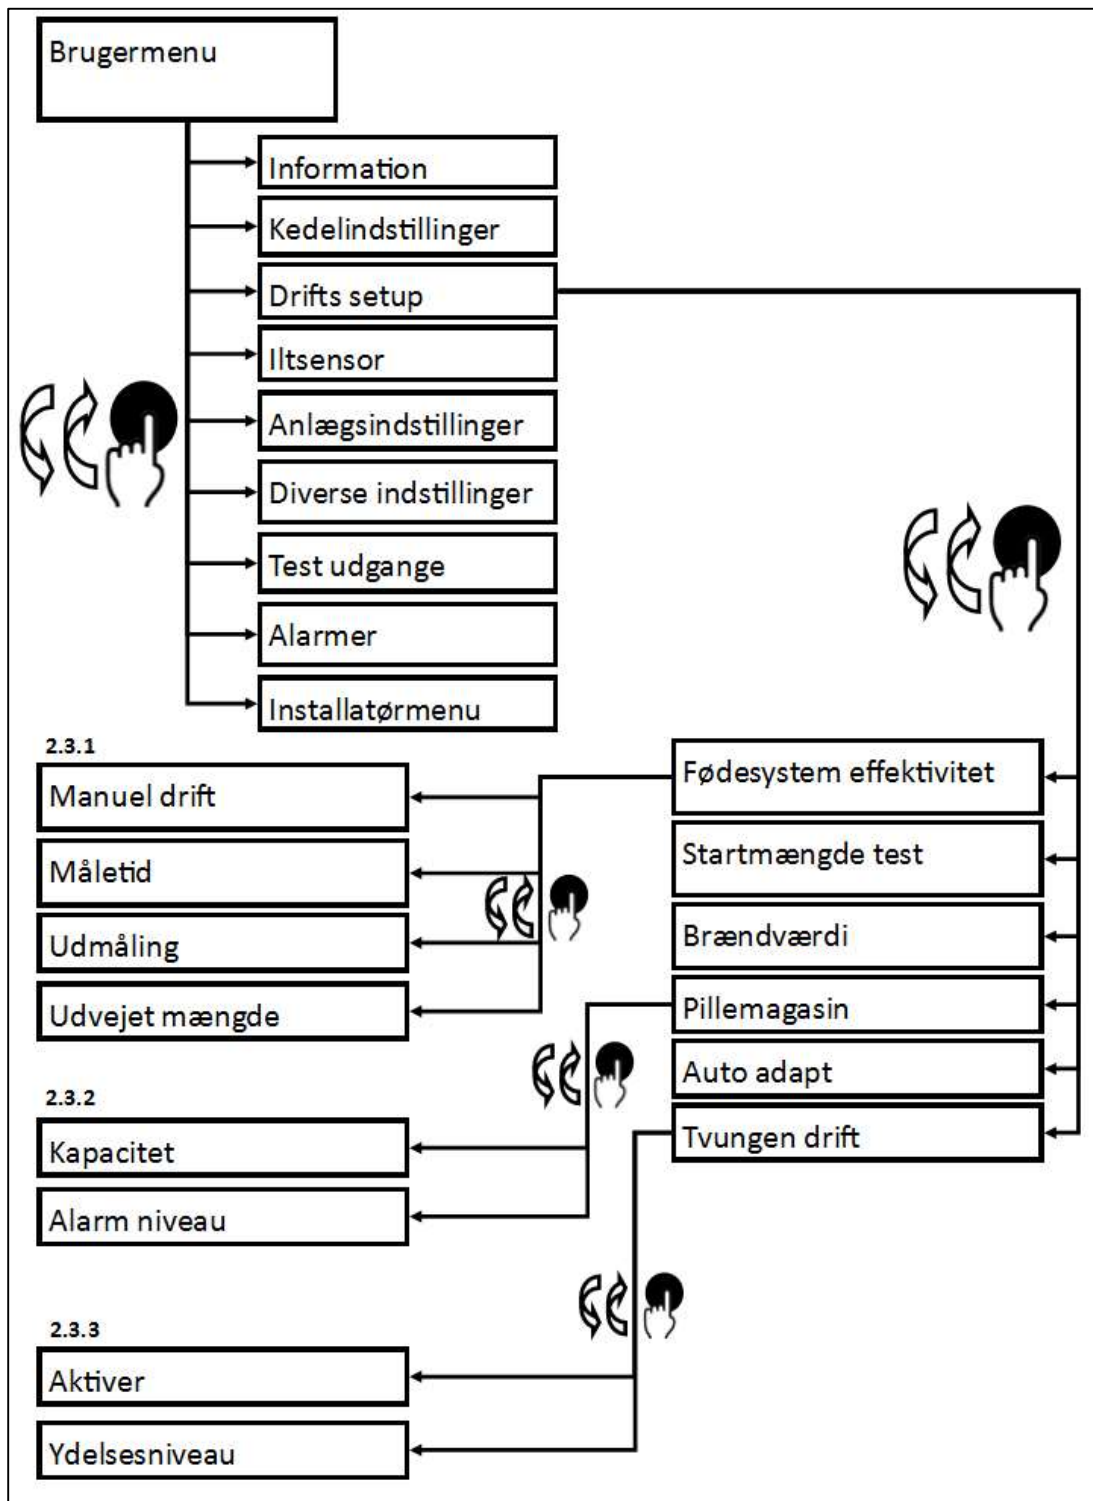 Brugermenu
Information
Kedelindstillinger
Drifts setup
Iltsensor
Anlægsindstillinger
Diverse indstillinger
Test udgange
Alarmer
Installatørmenu
Fødesystem effektivitet
Startmængde test
Brændværdi
Pillemagasin
Auto adapt
Tvungen drift
2.3.1
Manuel drift
Måletid
Udmåling
Udvejet mængde
2.3.2
Kapacitet
Alarm niveau
2.3.3
Aktiver
Ydelsesniveau